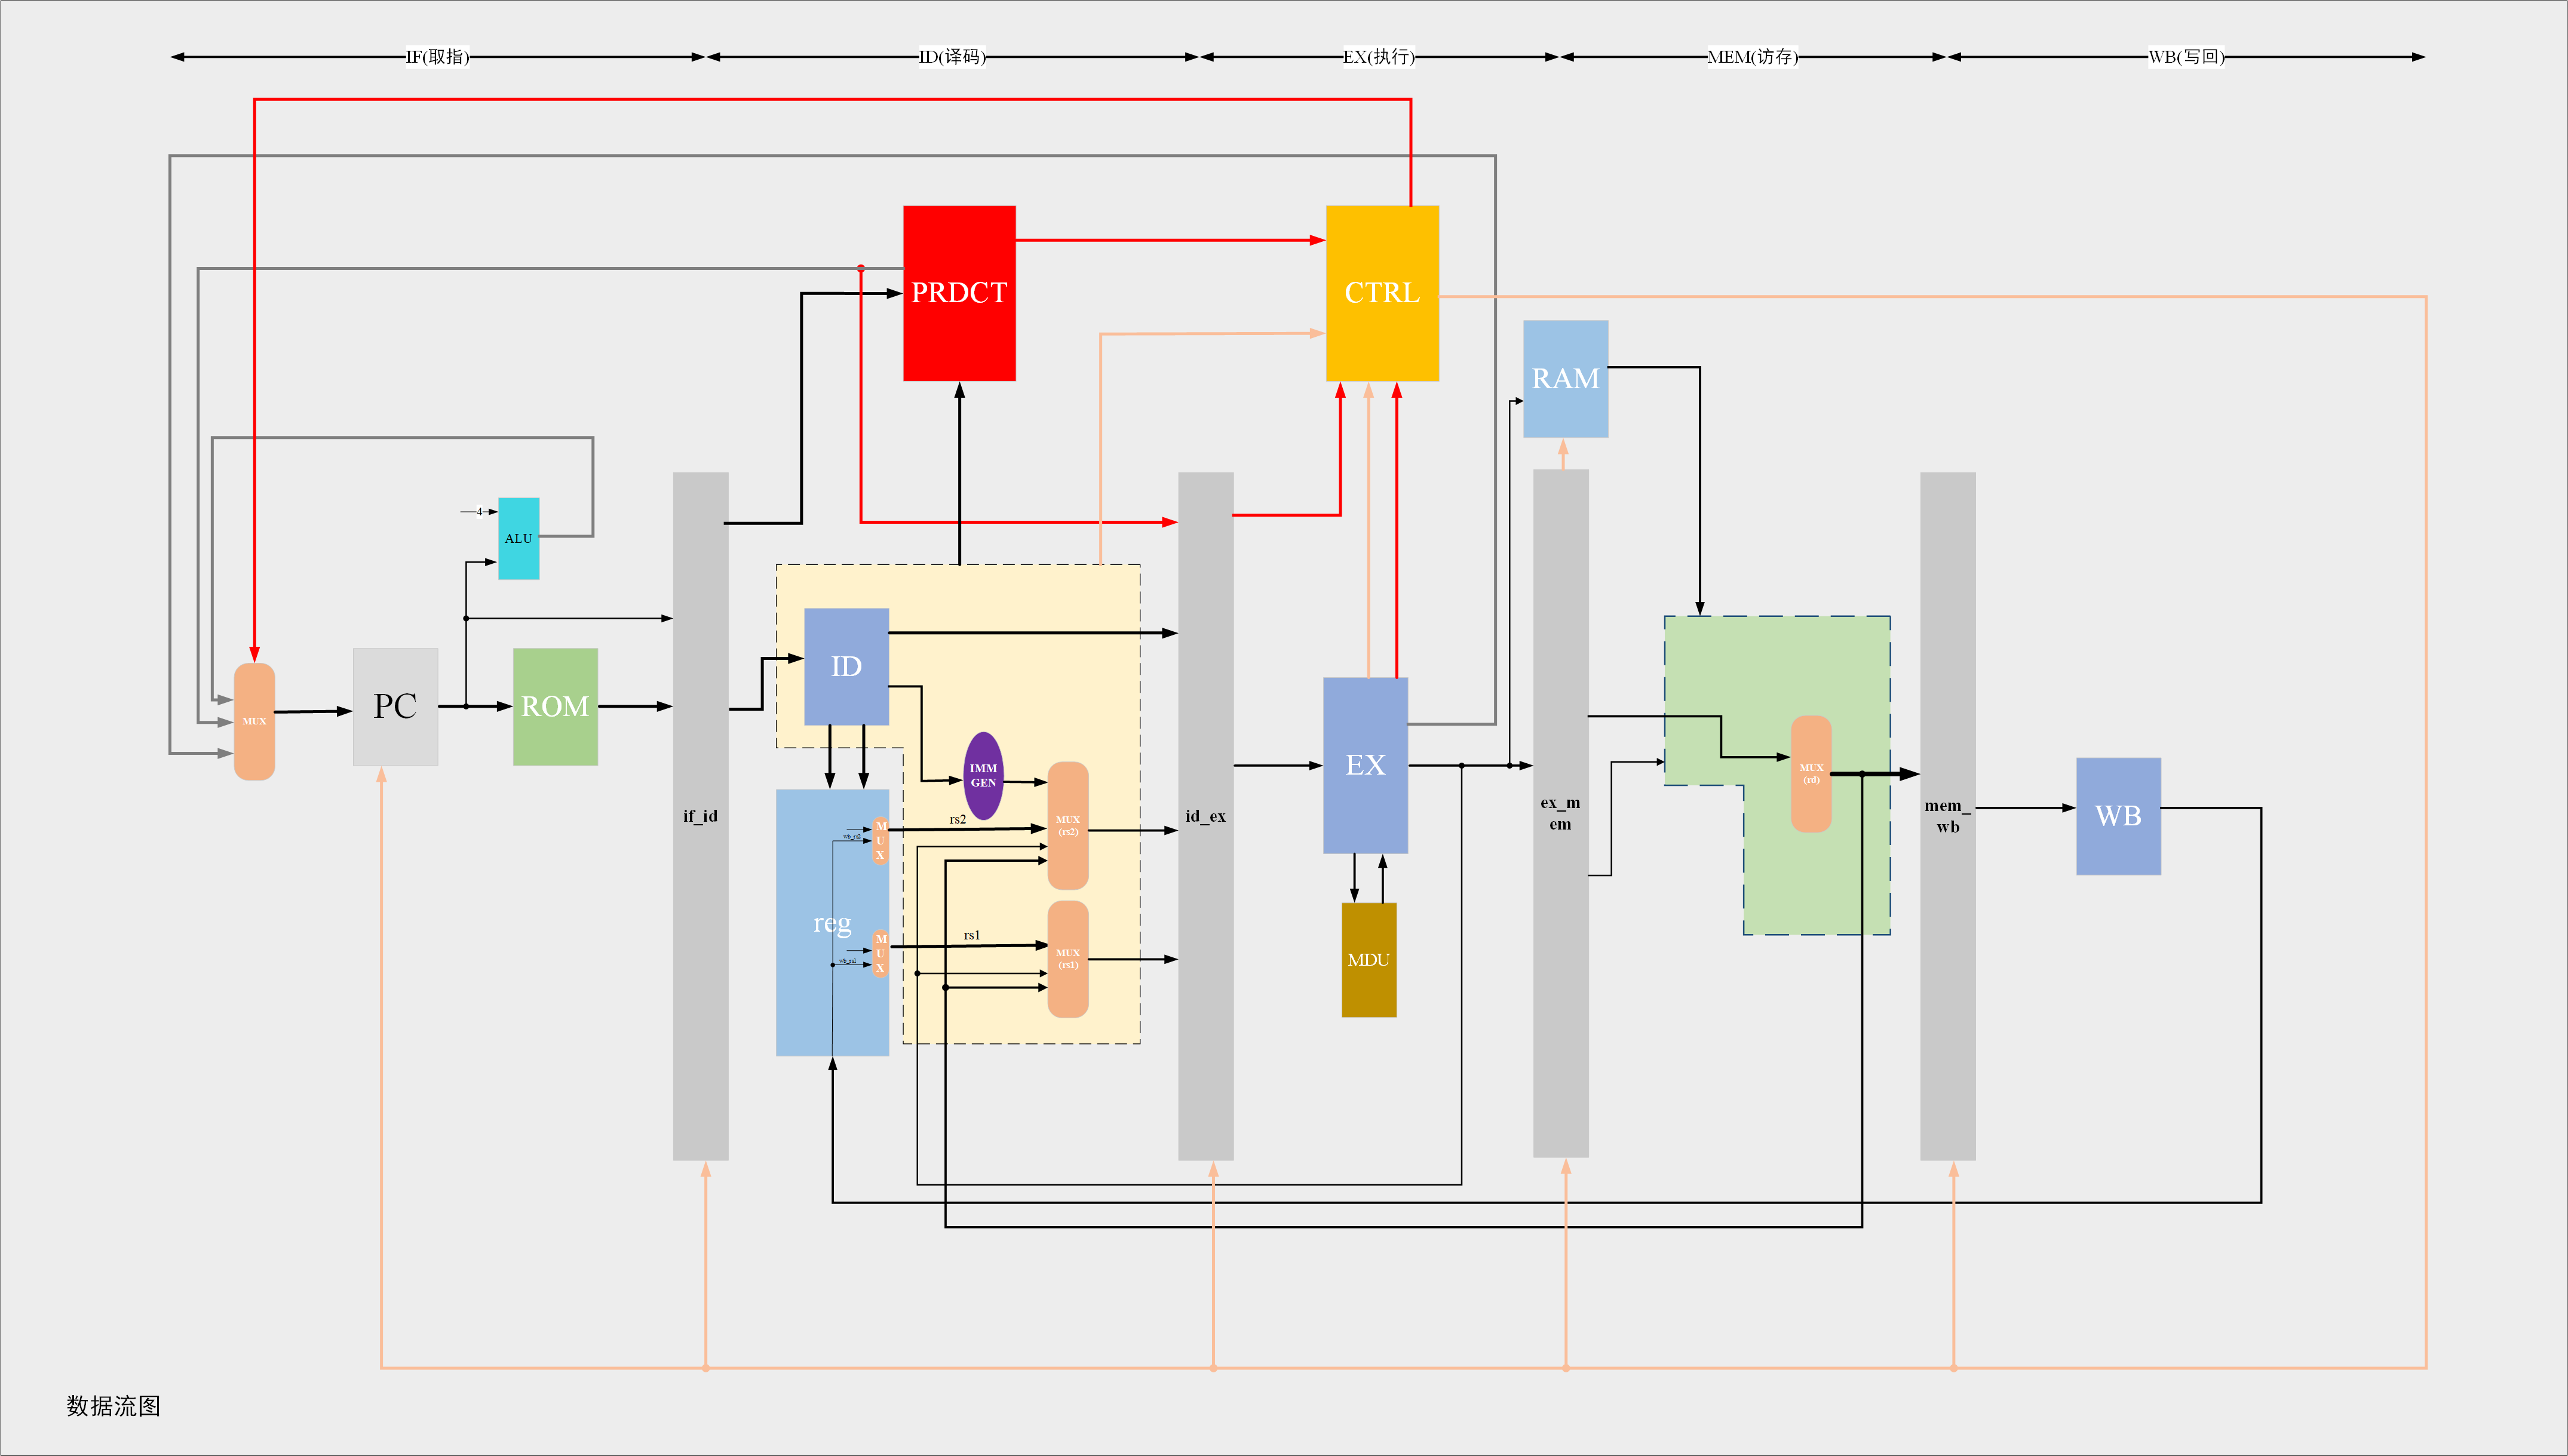 IF(取指)
ID(译码)
EX(执行)
MEM(访存)
WB(写回)
PRDCT
CTRL
RAM
4
ALU
ID
MUX
PC
ROM
IMM
GEN
EX
MUX
(rd)
if_id
rs2
MUX
(rs2)
id_ex
ex_m
em
mem_
wb
WB
M
U
X
wb_rs2
reg
rs1
M
U
X
wb_rs1
MUX
(rs1)
MDU
数据流图